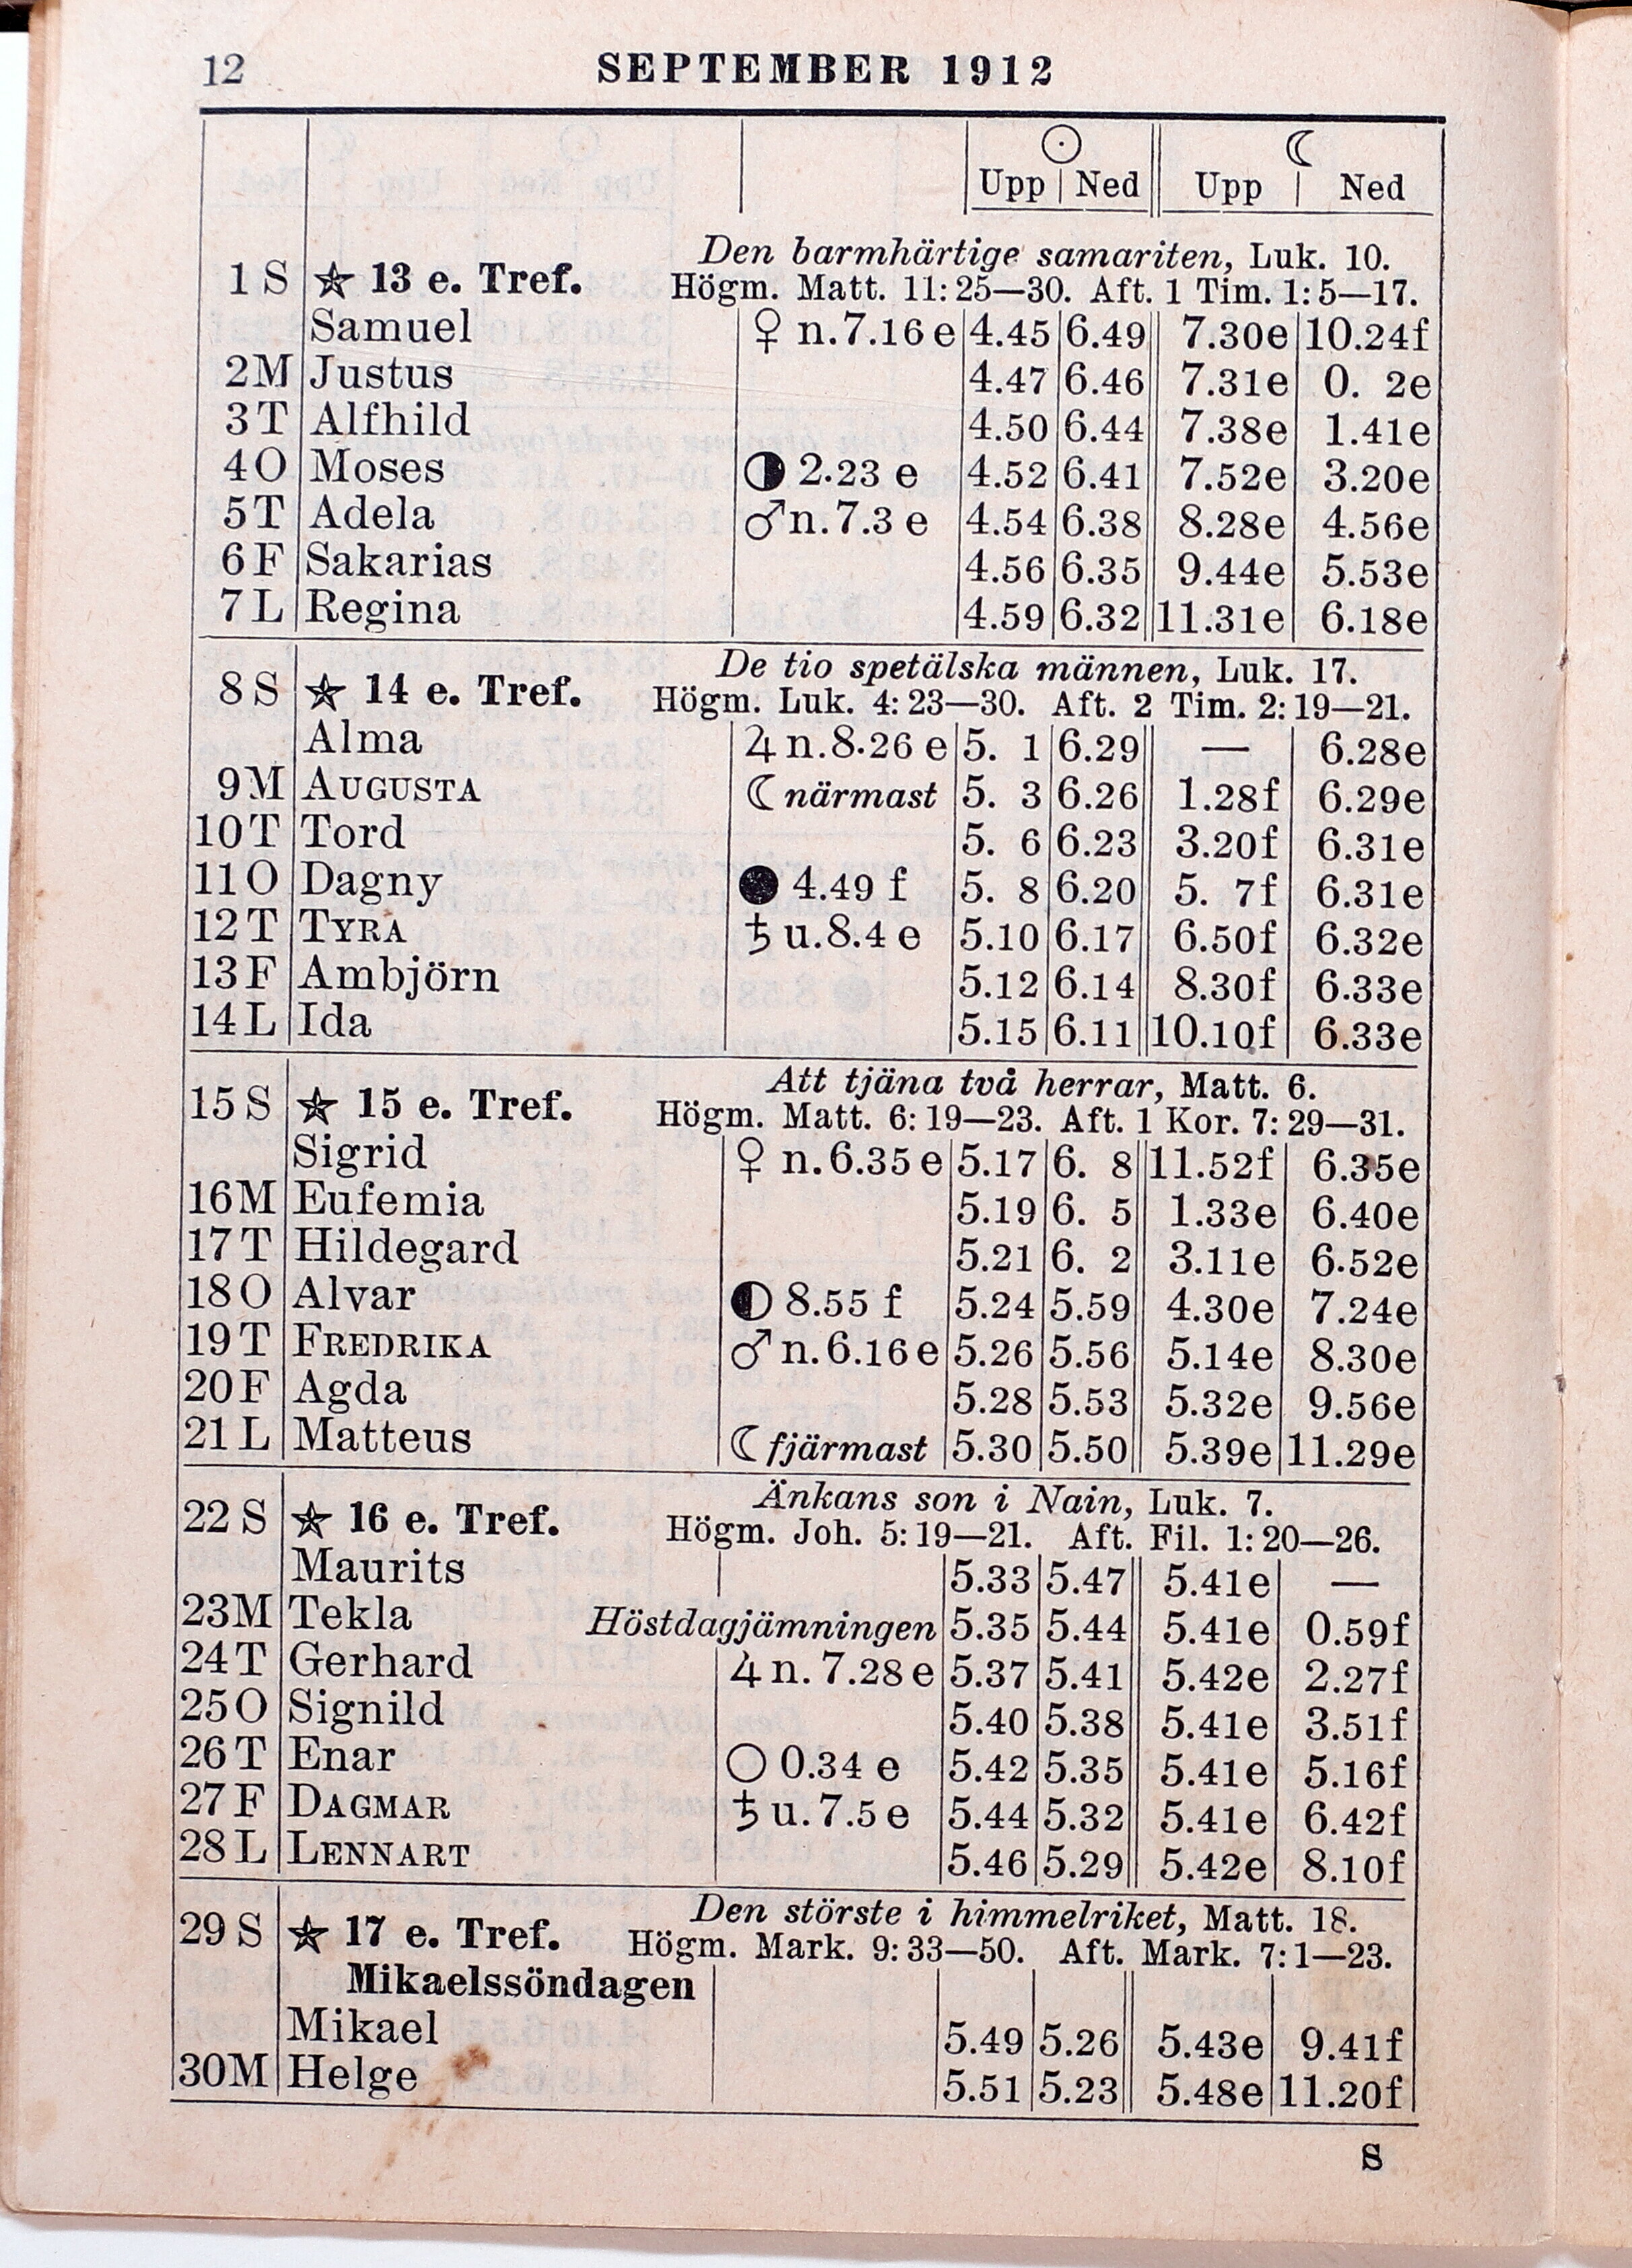 12 SEPTEMBER 1912
☉ ☾
Upp | Ned Upp | Ned
Den barmhärtige samariten, Luk. 10.
1 S ☆ 13 e. Tref. Högm. Matt. 11: 25—30. Aft. 1 Tim. 1: 5—17.
Samuel ♀ n. 7.16 e 4.45 6.49 7.30e 10.24f
2 M Justus 4.47 6.46 7.31e 0. 2e
3 T Alfhild 4.50 6.44 7.38e 1.41e
4 O Moses ◑ 2.23 e 4.52 6.41 7.52e 3.20e
5 T Adela ♂ n. 7.3 e 4.54 6.38 8.28e 4.56e
6 F Sakarias 4.56 6.35 9.44e 5.53e
7 L Regina 4.59 6.32 11.31e 6.18e
De tio spetälska männen, Luk. 17.
8 S ☆ 14 e. Tref. Högm. Luk. 4: 23—30. Aft. 2 Tim. 2: 19—21.
Alma ♃ n. 8.26 e 5. 1 6.29 — 6.28e
9 M AUGUSTA ☾ närmast 5. 3 6.26 1.28f 6.29e
10 T Tord 5. 6 6.23 3.20f 6.31e
11 O Dagny ● 4.49 f 5. 8 6.20 5. 7f 6.31e
12 T TYRA ♄ u. 8.4 e 5.10 6.17 6.50f 6.32e
13 F Ambjörn 5.12 6.14 8.30f 6.33e
14 L Ida 5.15 6.11 10.10f 6.33e
Att tjäna två herrar, Matt. 6.
15 S ☆ 15 e. Tref. Högm. Matt. 6: 19—23. Aft. 1 Kor. 7: 29—31.
Sigrid ♀ n. 6.35 e 5.17 6. 8 11.52f 6.35e
16 M Eufemia 5.19 6. 5 1.33e 6.40e
17 T Hildegard 5.21 6. 2 3.11e 6.52e
18 O Alvar ◐ 8.55 f 5.24 5.59 4.30e 7.24e
19 T FREDRIKA ♂ n. 6.16 e 5.26 5.56 5.14e 8.30e
20 F Agda 5.28 5.53 5.32e 9.56e
21 L Matteus ☾ fjärmast 5.30 5.50 5.39e 11.29e
Änkans son i Nain, Luk. 7.
22 S ☆ 16 e. Tref. Högm. Joh. 5: 19—21. Aft. Fil. 1: 20—26.
Maurits 5.33 5.47 5.41e —
23 M Tekla Höstdagjämningen 5.35 5.44 5.41e 0.59f
24 T Gerhard ♃ n. 7.28 e 5.37 5.41 5.42e 2.27f
25 O Signild 5.40 5.38 5.41e 3.51f
26 T Enar ○ 0.34 e 5.42 5.35 5.41e 5.16f
27 F DAGMAR ♄ u. 7.5 e 5.44 5.32 5.41e 6.42f
28 L LENNART 5.46 5.29 5.42e 8.10f
Den störste i himmelriket, Matt. 18.
29 S ☆ 17 e. Tref. Högm. Mark. 9: 33—50. Aft. Mark. 7: 1—23.
Mikaelssöndagen
Mikael 5.49 5.26 5.43e 9.41f
30 M Helge 5.51 5.23 5.48e 11.20f
S